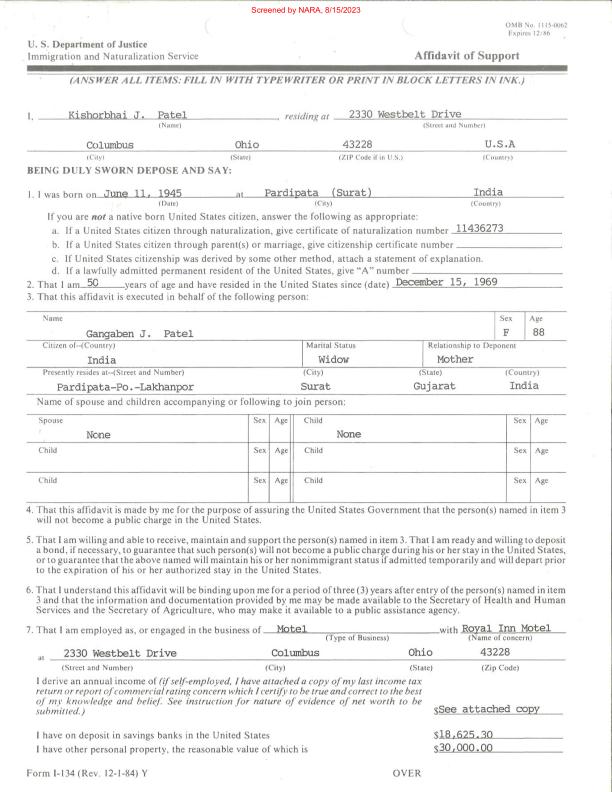 Screened by NARA, 8/15/2023
OMB No. 1115-0062
Expires 12/86
U. S. Department of Justice
Immigration and Naturalization Service
Affidavit of Support
(ANSWER ALL ITEMS: FILL IN WITH TYPEWRITER OR PRINT IN BLOCK LETTERS IN INK.)
I, Kishorbhai J. Patel residing at 2330 Westbelt Drive
(Name) (Street and Number)
Columbus Ohio 43228 U.S.A
(City) (State) (ZIP Code if in U.S.) (Country)
BEING DULY SWORN DEPOSE AND SAY:
1. I was born on June 11, 1945 at Pardipata (Surat) India
(Date) (City) (Country)
If you are not a native born United States citizen, answer the following as appropriate:
a. If a United States citizen through naturalization, give certificate of naturalization number 11436273
b. If a United States citizen through parent(s) or marriage, give citizenship certificate number
c. If United States citizenship was derived by some other method, attach a statement of explanation.
d. If a lawfully admitted permanent resident of the United States, give "A" number
2. That I am 50 years of age and have resided in the United States since (date) December 15, 1969
3. That this affidavit is executed in behalf of the following person:
Name Sex Age
Gangaben J. Patel F 88
Citizen of--(Country) Marital Status Relationship to Deponent
India Widow Mother
Presently resides at--(Street and Number) (City) (State) (Country)
Pardipata-Po.-Lakhanpor Surat Gujarat India
Name of spouse and children accompanying or following to join person:
Spouse Sex Age Child Sex Age
None None
Child Sex Age Child Sex Age
Child Sex Age Child Sex Age
4. That this affidavit is made by me for the purpose of assuring the United States Government that the person(s) named in item 3
will not become a public charge in the United States.
5. That I am willing and able to receive, maintain and support the person(s) named in item 3. That I am ready and willing to deposit
a bond, if necessary, to guarantee that such person(s) will not become a public charge during his or her stay in the United States,
or to guarantee that the above named will maintain his or her nonimmigrant status if admitted temporarily and will depart prior
to the expiration of his or her authorized stay in the United States.
6. That I understand this affidavit will be binding upon me for a period of three (3) years after entry of the person(s) named in item
3 and that the information and documentation provided by me may be made available to the Secretary of Health and Human
Services and the Secretary of Agriculture, who may make it available to a public assistance agency.
7. That I am employed as, or engaged in the business of Motel with Royal Inn Motel
(Type of Business) (Name of concern)
at 2330 Westbelt Drive Columbus Ohio 43228
(Street and Number) (City) (State) (Zip Code)
I derive an annual income of (if self-employed, I have attached a copy of my last income tax
return or report of commercial rating concern which I certify to be true and correct to the best
of my knowledge and belief. See instruction for nature of evidence of net worth to be
submitted.) $See attached copy
I have on deposit in savings banks in the United States $18,625.30
I have other personal property, the reasonable value of which is $30,000.00
Form I-134 (Rev. 12-1-84) Y OVER